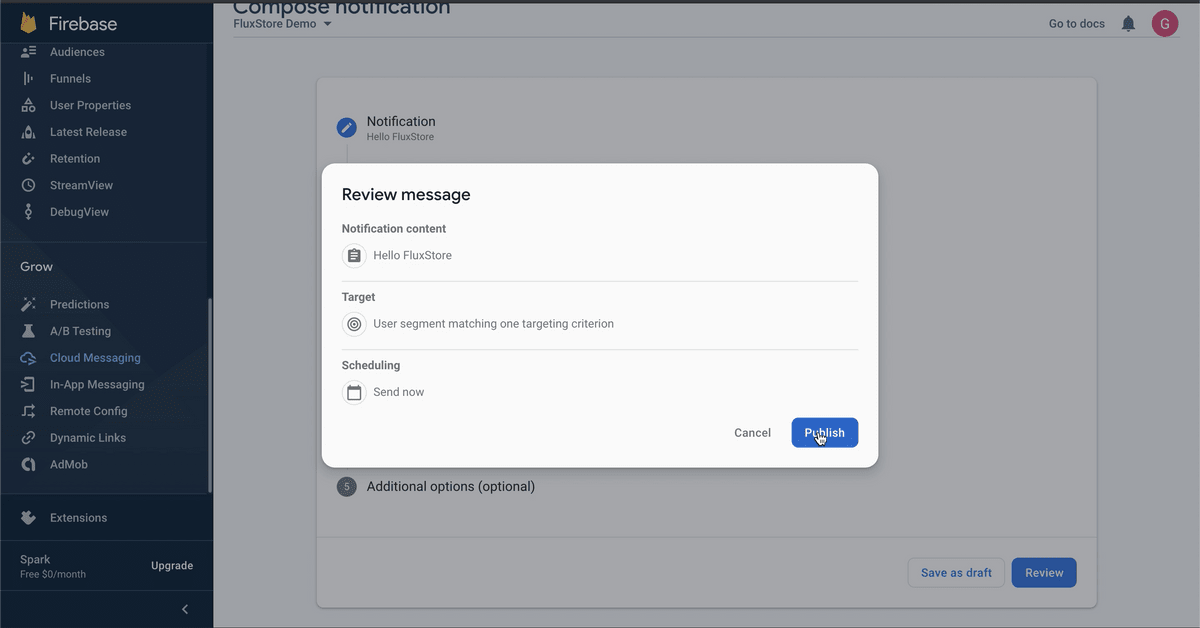 Firebase
Audiences
Funnels
User Properties
Latest Release
Retention
StreamView
DebugView
Grow
Predictions
A/B Testing
Cloud Messaging
In-App Messaging
Remote Config
Dynamic Links
AdMob
Extensions
Spark
Free $0/month
Upgrade
Compose notification
FluxStore Demo
Go to docs
G
Notification
Hello FluxStore
Review message
Notification content
Hello FluxStore
Target
User segment matching one targeting criterion
Scheduling
Send now
Cancel
Publish
5
Additional options (optional)
Save as draft
Review